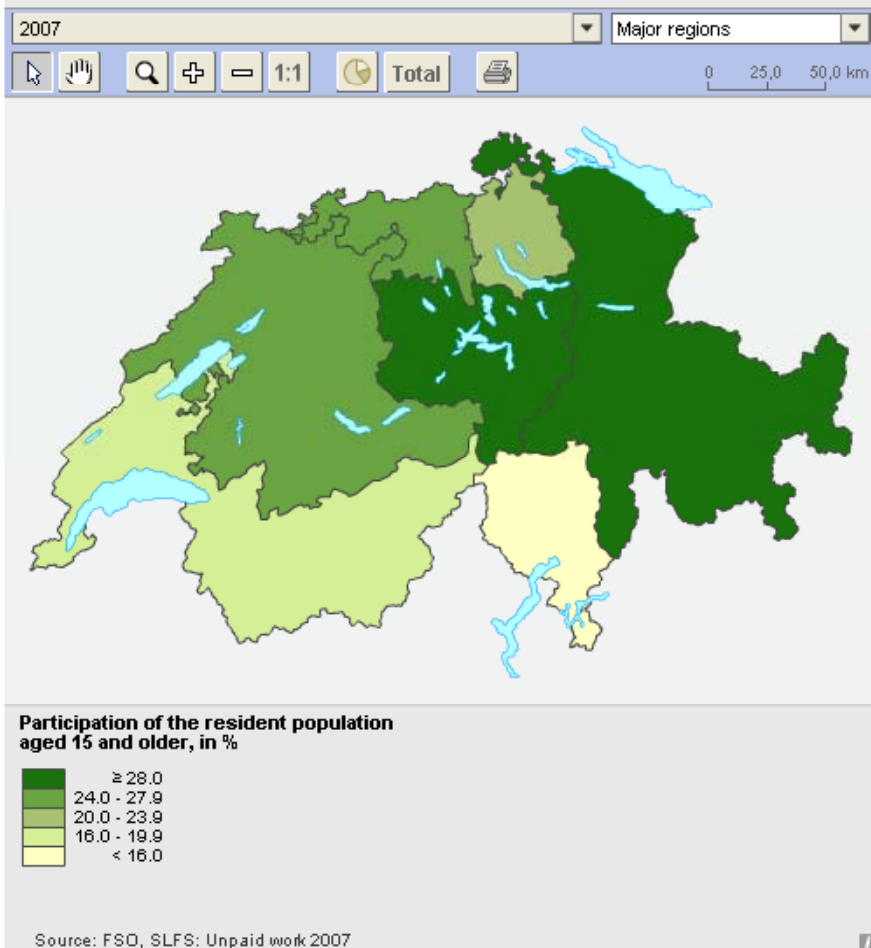 2007 Major regions
1:1 Total 0 25,0 50,0 km
Participation of the resident population
aged 15 and older, in %
≥ 28.0
24.0 - 27.9
20.0 - 23.9
16.0 - 19.9
< 16.0
Source: FSO, SLFS: Unpaid work 2007